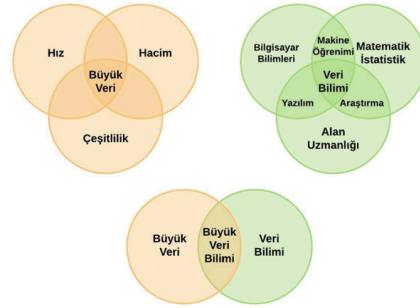 Hız
Hacim
Büyük
Veri
Çeşitlilik
Bilgisayar
Bilimleri
Makine
Öğrenimi
Matematik
İstatistik
Veri
Bilimi
Yazılım
Araştırma
Alan
Uzmanlığı
Büyük
Veri
Büyük
Veri
Bilimi
Veri
Bilimi